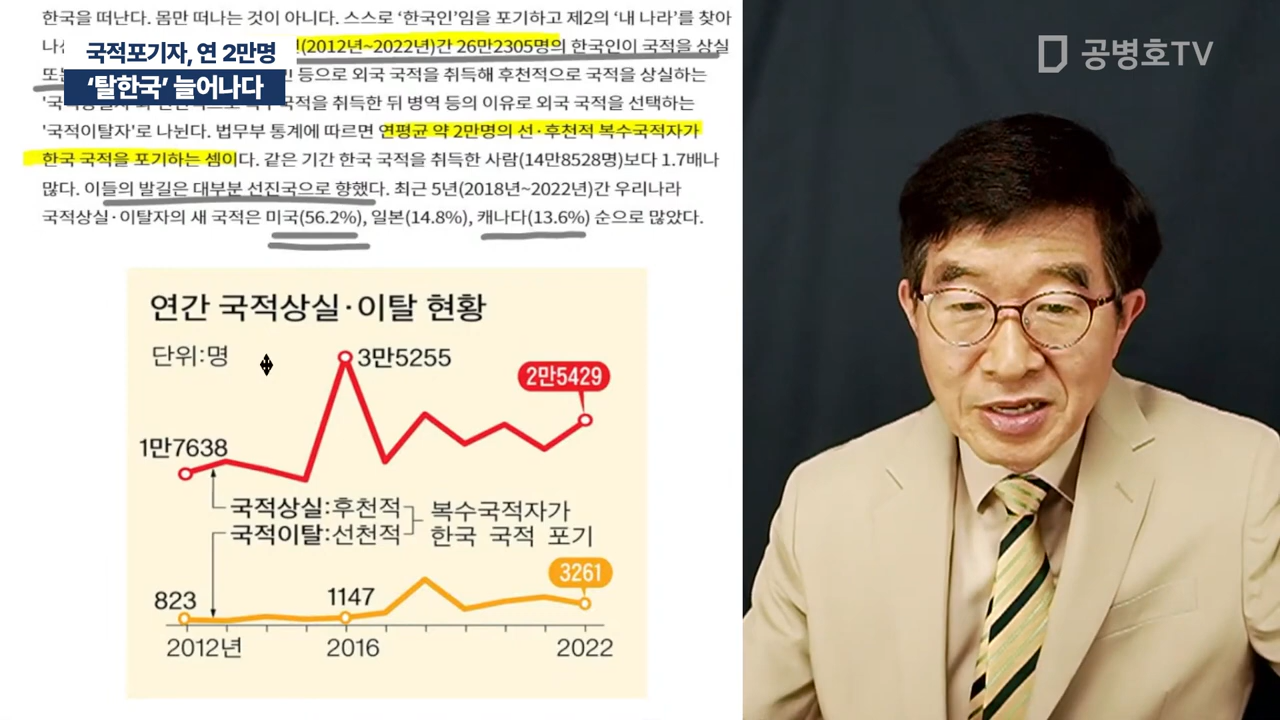 한국을 떠난다. 몸만 떠나는 것이 아니다. 스스로 '한국인'임을 포기하고 제2의 '내 나라'를 찾아
(2012년~2022년)간 26만2305명의 한국인이 국적을 상실
등으로 외국 국적을 취득해 후천적으로 국적을 상실하는
국적을 취득한 뒤 병역 등의 이유로 외국 국적을 선택하는
'국적이탈자'로 나뉜다. 법무부 통계에 따르면 연평균 약 2만명의 선·후천적 복수국적자가
한국 국적을 포기하는 셈이다. 같은 기간 한국 국적을 취득한 사람(14만8528명)보다 1.7배나
많다. 이들의 발길은 대부분 선진국으로 향했다. 최근 5년(2018년~2022년)간 우리나라
국적상실·이탈자의 새 국적은 미국(56.2%), 일본(14.8%), 캐나다(13.6%) 순으로 많았다.
국적포기자, 연 2만명
'탈한국' 늘어나다
공병호TV
연간 국적상실·이탈 현황
단위:명
3만5255
2만5429
1만7638
국적상실:후천적
국적이탈:선천적
복수국적자가
한국 국적 포기
3261
823
1147
2012년
2016
2022